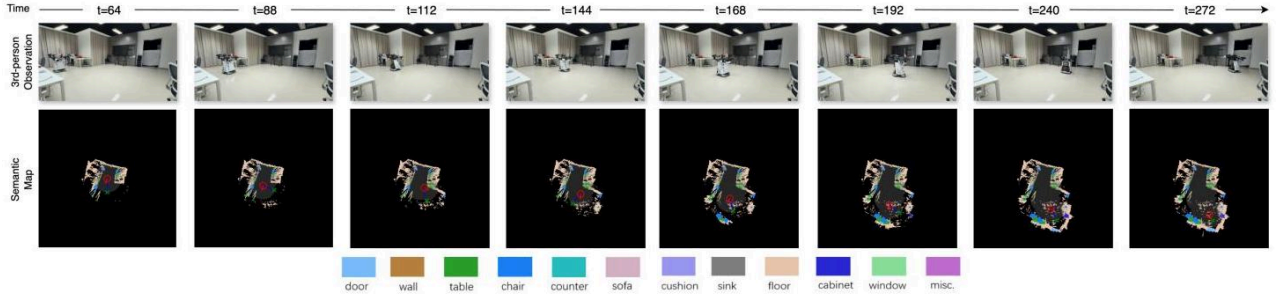 Time t=64 t=88 t=112 t=144 t=168 t=192 t=240 t=272
3rd-person
Observation
Semantic
Map
door wall table chair counter sofa cushion sink floor cabinet window misc.